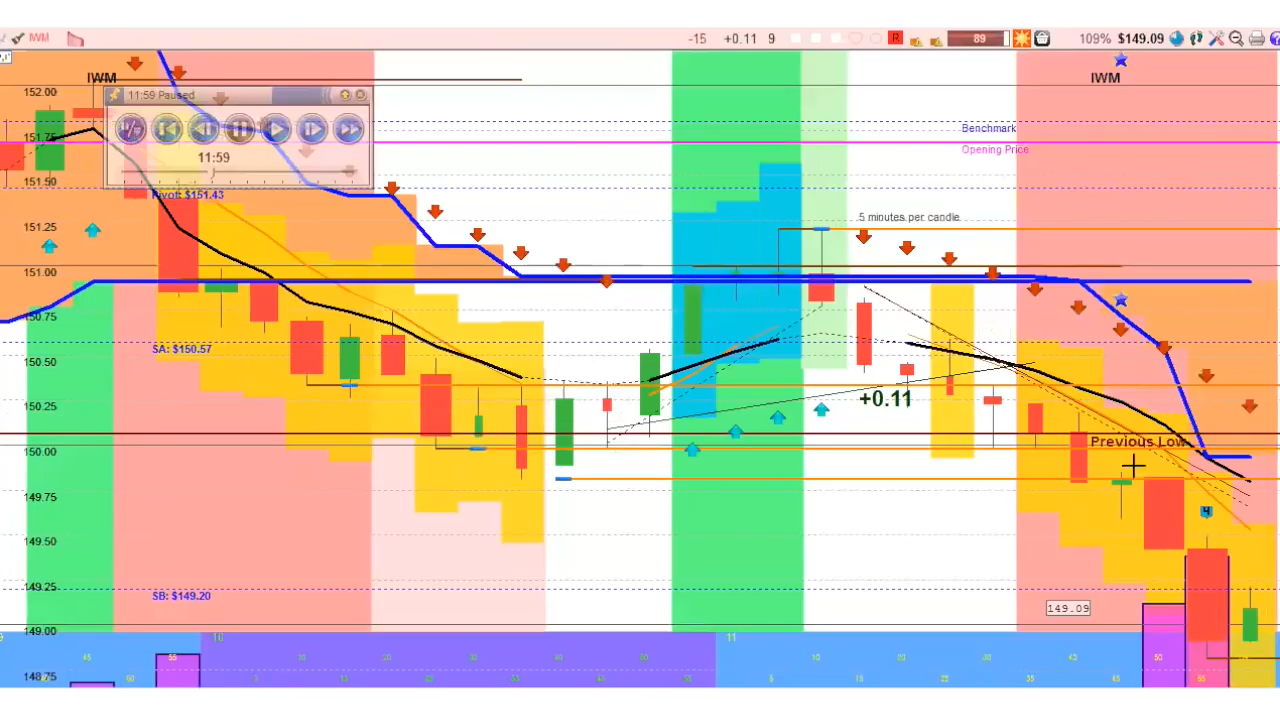 IWM
-15 +0.11 9
R
89
109% $149.09
IWM
IWM
152.00
11:59 Paused
Benchmark
151.75
11:59
Opening Price
151.50
Pivot: $151.43
5 minutes per candle
151.25
151.00
150.75
SA: $150.57
150.50
+0.11
150.25
Previous Low
150.00
149.75
4
149.50
149.25
SB: $149.20
149.09
149.00
10
11
148.75